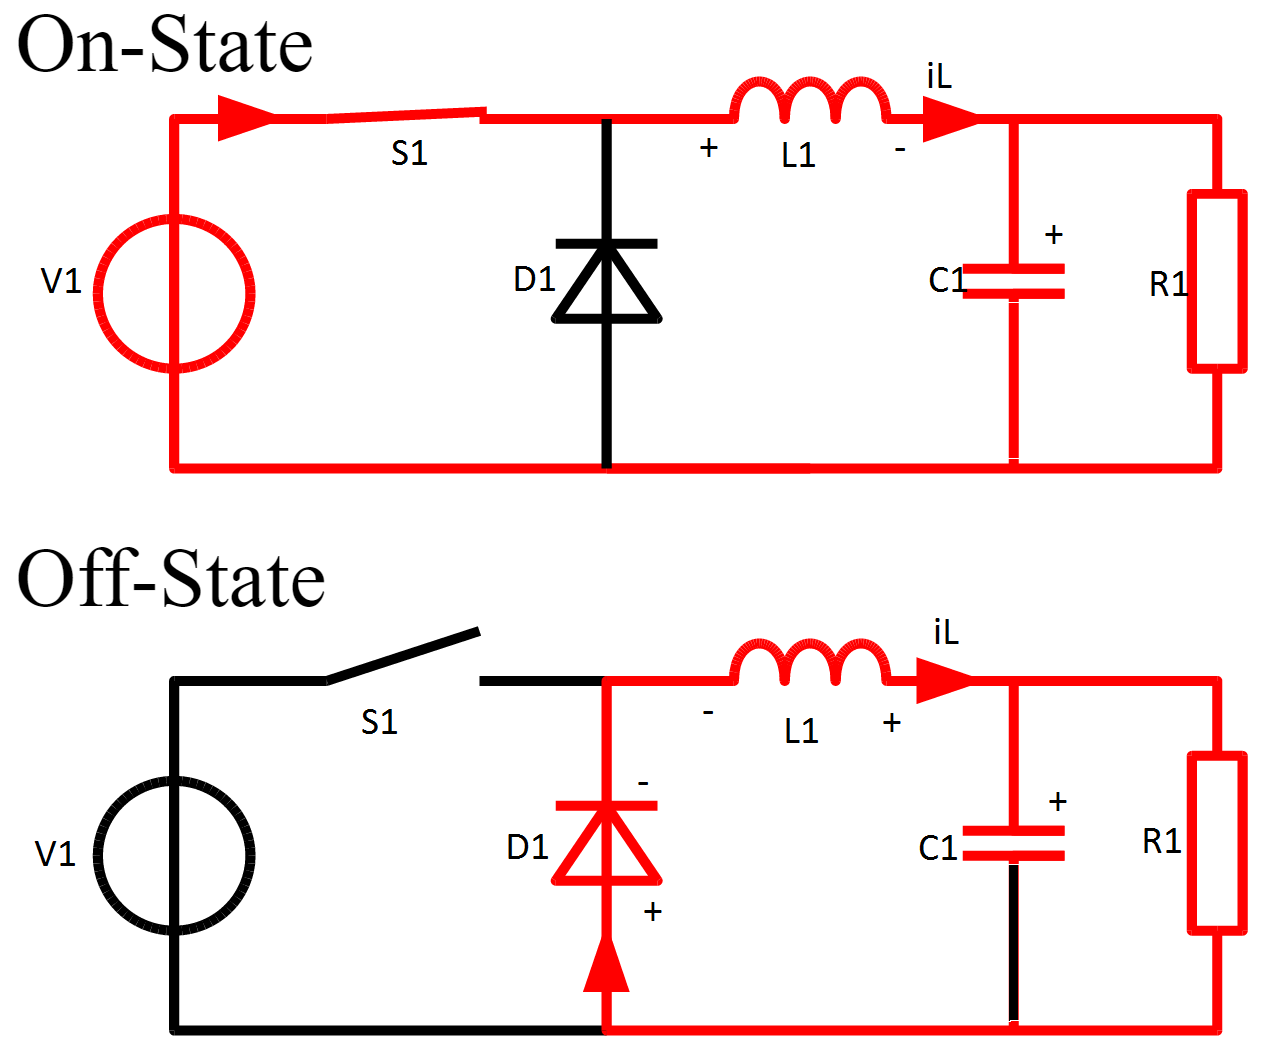 On-State
iL
S1
+
L1
-
+
V1
D1
C1
R1
Off-State
iL
-
+
S1
L1
-
+
V1
D1
C1
R1
+